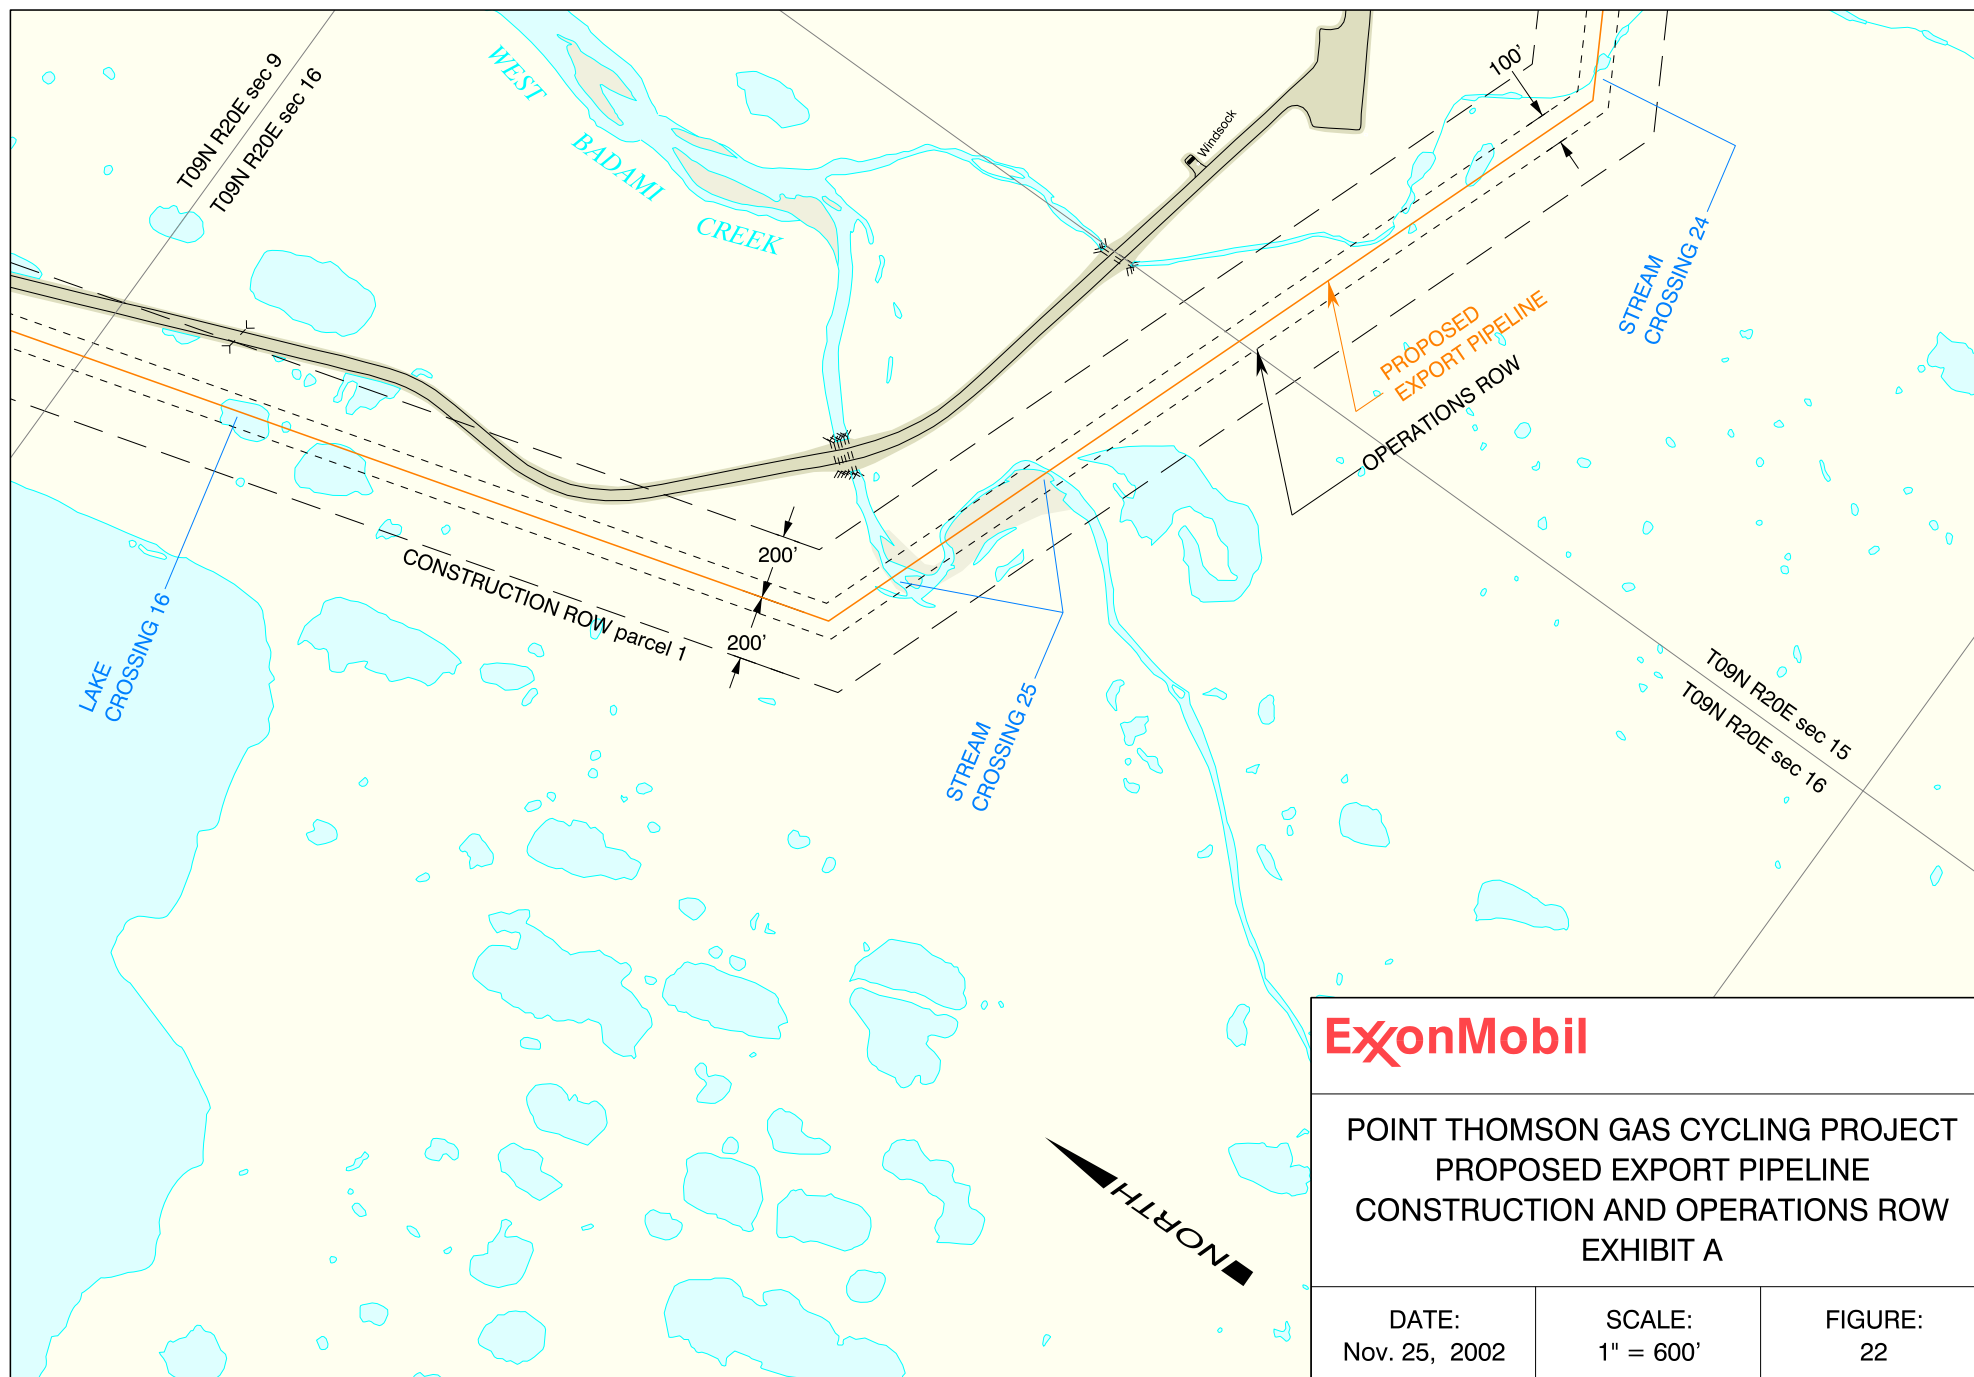 T09N R20E sec 9
T09N R20E sec 16
WEST
BADAMI
CREEK
Windsock
100'
STREAM
CROSSING 24
PROPOSED
EXPORT PIPELINE
OPERATIONS ROW
200'
200'
CONSTRUCTION ROW parcel 1
LAKE
CROSSING 16
STREAM
CROSSING 25
T09N R20E sec 15
T09N R20E sec 16
NORTH
ExxonMobil
POINT THOMSON GAS CYCLING PROJECT
PROPOSED EXPORT PIPELINE
CONSTRUCTION AND OPERATIONS ROW
EXHIBIT A
DATE:
Nov. 25, 2002
SCALE:
1" = 600'
FIGURE:
22